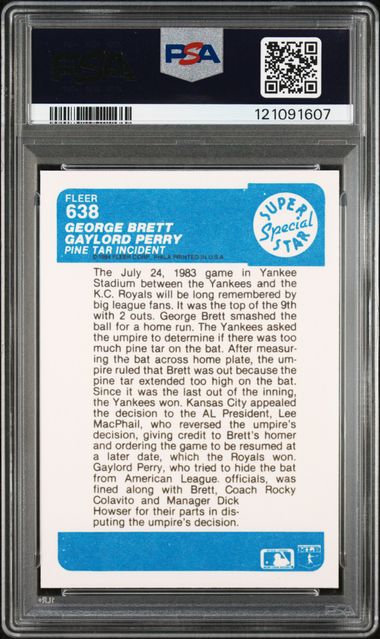 PSA
PSA
121091607
FLEER
638
GEORGE BRETT
GAYLORD PERRY
PINE TAR INCIDENT
© 1984 FLEER CORP., PHILA. PRINTED IN U.S.A.
SUPER
Special
STAR
The July 24, 1983 game in Yankee
Stadium between the Yankees and the
K.C. Royals will be long remembered by
big league fans. It was the top of the 9th
with 2 outs. George Brett smashed the
ball for a home run. The Yankees asked
the umpire to determine if there was too
much pine tar on the bat. After measur-
ing the bat across home plate, the um-
pire ruled that Brett was out because the
pine tar extended too high on the bat.
Since it was the last out of the inning,
the Yankees won. Kansas City appealed
the decision to the AL President, Lee
MacPhail, who reversed the umpire's
decision, giving credit to Brett's homer
and ordering the game to be resumed at
a later date, which the Royals won.
Gaylord Perry, who tried to hide the bat
from American League officials, was
fined along with Brett, Coach Rocky
Colavito and Manager Dick
Howser for their parts in dis-
puting the umpire's decision.
MLB
PSA